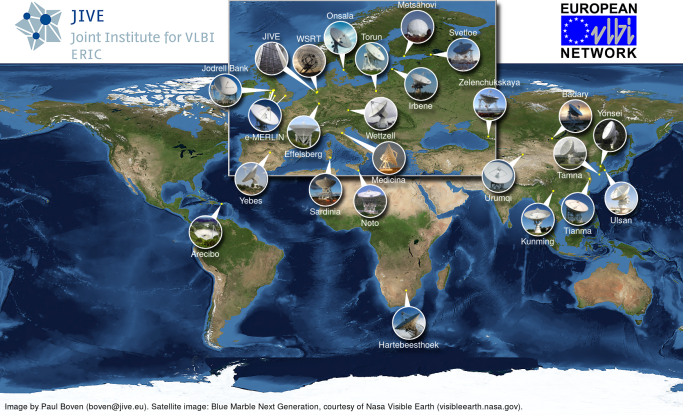 JIVE
Joint Institute for VLBI
ERIC
EUROPEAN
vlbi
NETWORK
Metsähovi
Onsala
JIVE
WSRT
Torun
Svetloe
Jodrell Bank
Zelenchukskaya
Irbene
Badary
Yonsei
e-MERLIN
Wettzell
Effelsberg
Tamna
Medicina
Urumqi
Yebes
Sardinia
Noto
Kunming
Tianma
Ulsan
Arecibo
Hartebeesthoek
Image by Paul Boven (boven@jive.eu). Satellite image: Blue Marble Next Generation, courtesy of Nasa Visible Earth (visibleearth.nasa.gov).